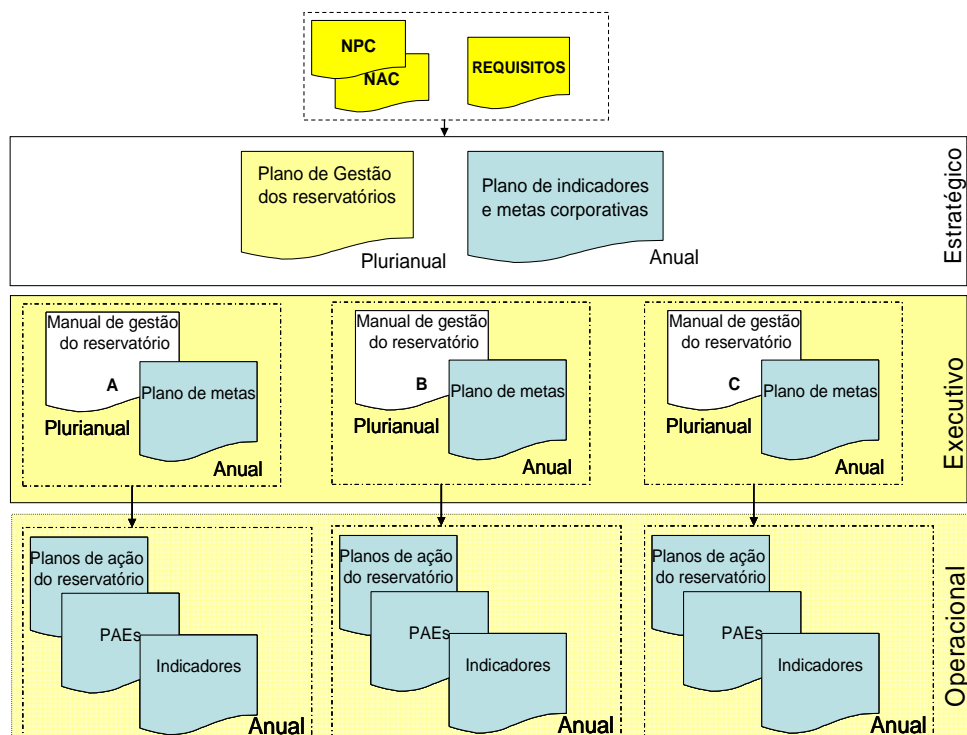 NPC
NAC
REQUISITOS
Plano de Gestão
dos reservatórios
Plurianual
Plano de indicadores
e metas corporativas
Anual
Estratégico
Manual de gestão
do reservatório
A
Plano de metas
Plurianual
Anual
Manual de gestão
do reservatório
B
Plano de metas
Plurianual
Anual
Manual de gestão
do reservatório
C
Plano de metas
Plurianual
Anual
Executivo
Planos de ação
do reservatório
PAEs
Indicadores
Anual
Planos de ação
do reservatório
PAEs
Indicadores
Anual
Planos de ação
do reservatório
PAEs
Indicadores
Anual
Operacional